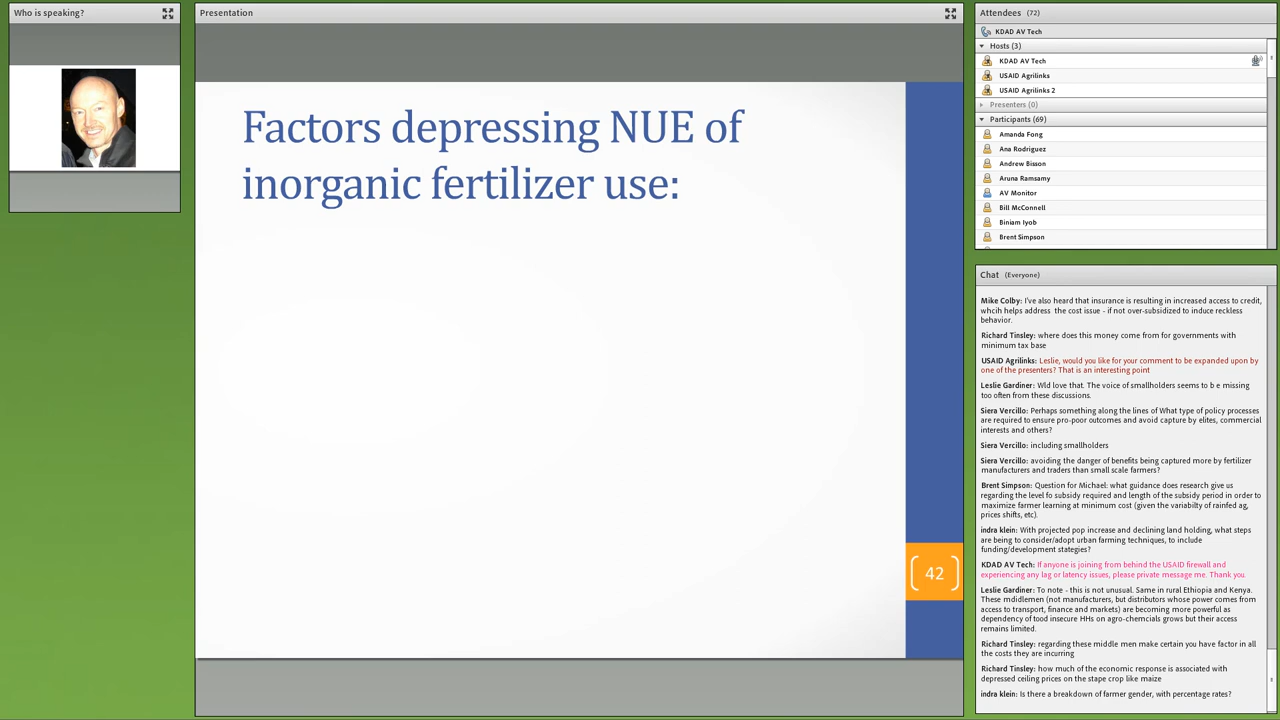 Who is speaking?
Presentation
Factors depressing NUE of
inorganic fertilizer use:
42
Attendees (72)
KDAD AV Tech
Hosts (3)
KDAD AV Tech
USAID Agrilinks
USAID Agrilinks 2
Presenters (0)
Participants (69)
Amanda Fong
Ana Rodriguez
Andrew Bisson
Aruna Ramsamy
AV Monitor
Bill McConnell
Biniam Iyob
Brent Simpson
Chat (Everyone)
Mike Colby: I've also heard that insurance is resulting in increased access to credit,
whcih helps address the cost issue - if not over-subsidized to induce reckless
behavior.
Richard Tinsley: where does this money come from for governments with
minimum tax base
USAID Agrilinks: Leslie, would you like for your comment to be expanded upon by
one of the presenters? That is an interesting point
Leslie Gardiner: Wld love that. The voice of smallholders seems to b e missing
too often from these discussions.
Siera Vercillo: Perhaps something along the lines of What type of policy processes
are required to ensure pro-poor outcomes and avoid capture by elites, commercial
interests and others?
Siera Vercillo: including smallholders
Siera Vercillo: avoiding the danger of benefits being captured more by fertilizer
manufacturers and traders than small scale farmers?
Brent Simpson: Question for Michael: what guidance does research give us
regarding the level fo subsidy required and length of the subsidy period in order to
maximize farmer learning at minimum cost (given the variabilty of rainfed ag,
prices shifts, etc).
indra klein: With projected pop increase and declining land holding, what steps
are being to consider/adopt urban farming techniques, to include
funding/development stategies?
KDAD AV Tech: If anyone is joining from behind the USAID firewall and
experiencing any lag or latency issues, please private message me. Thank you.
Leslie Gardiner: To note - this is not unusual. Same in rural Ethiopia and Kenya.
These mdidlemen (not manufacturers, but distributors whose power comes from
access to transport, finance and markets) are becoming more powerful as
dependency of tood insecure HHs on agro-chemcials grows but their access
remains limited.
Richard Tinsley: regarding these middle men make certain you have factor in all
the costs they are incurring
Richard Tinsley: how much of the economic response is associated with
depressed ceiling prices on the stape crop like maize
indra klein: Is there a breakdown of farmer gender, with percentage rates?